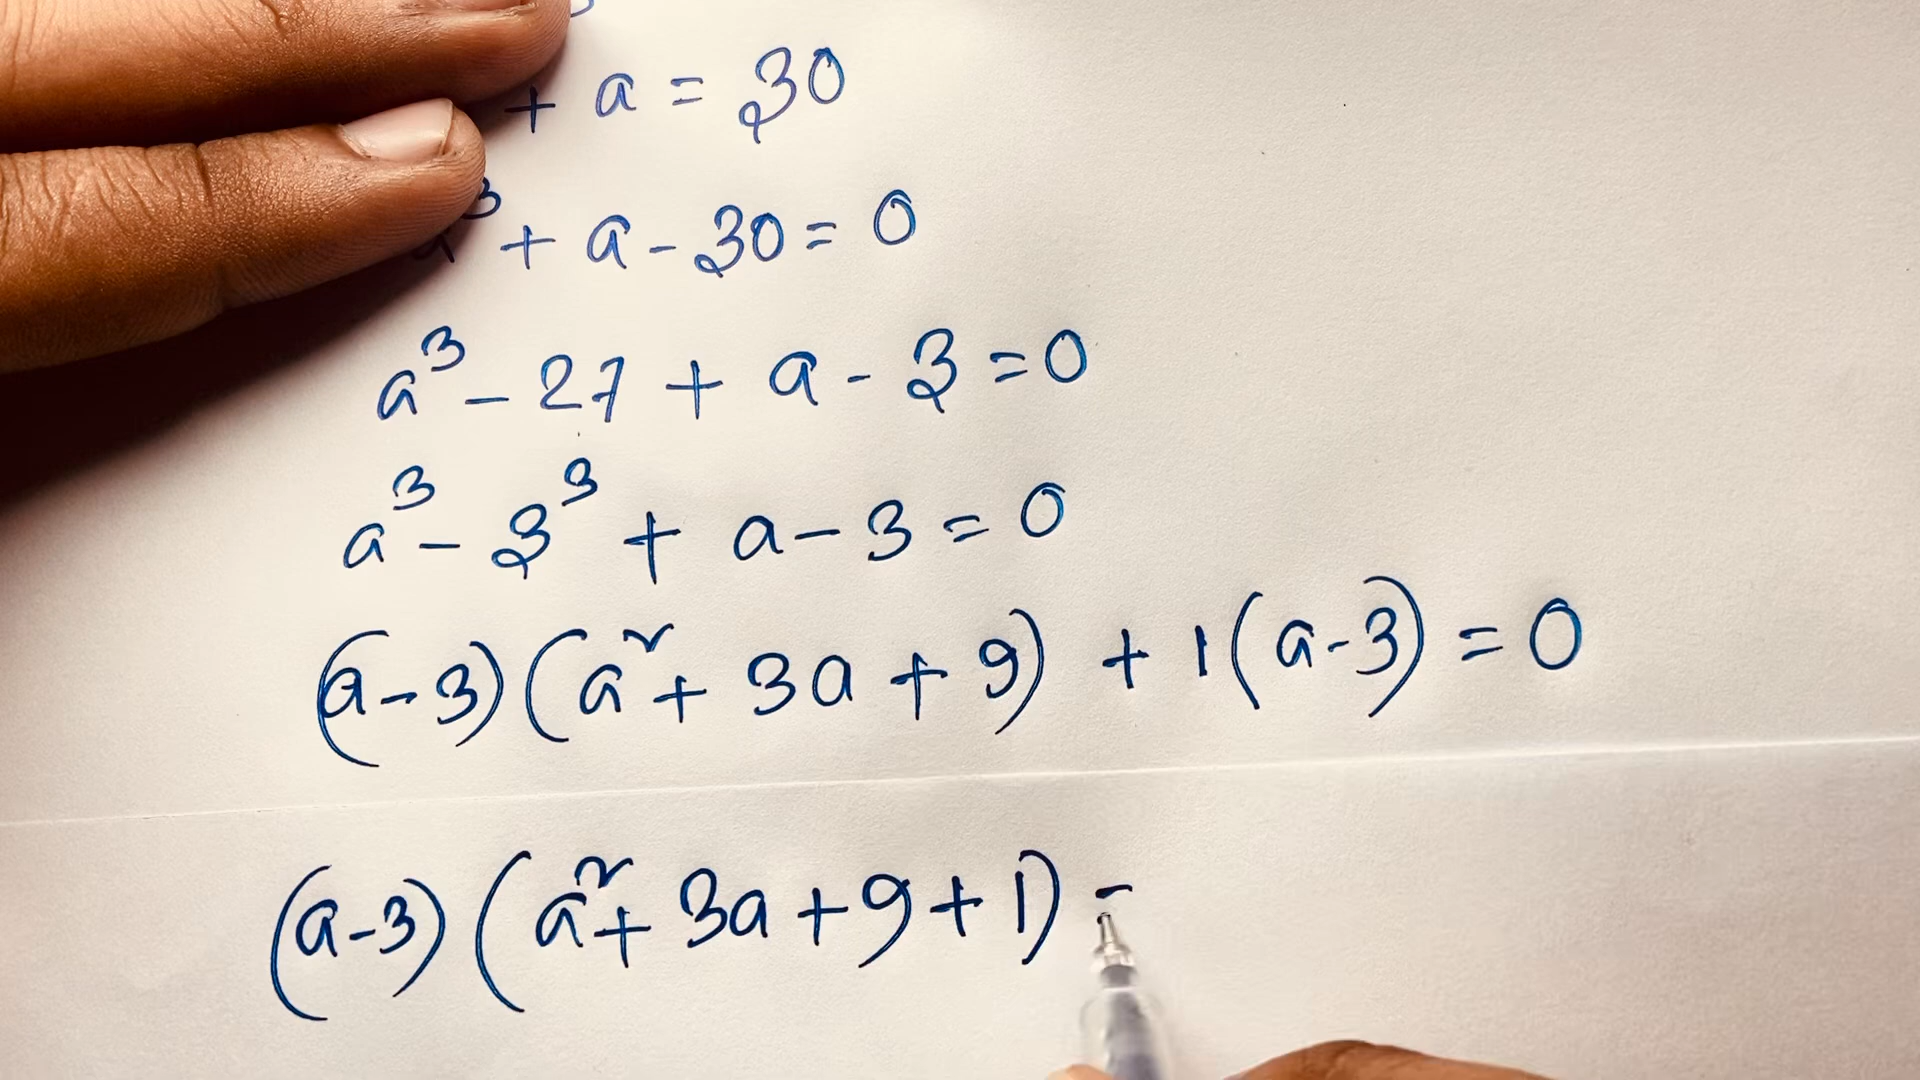 + a = 30
a³ + a - 30 = 0
a³ - 27 + a - 3 = 0
a³ - 3³ + a - 3 = 0
(a-3)(a² + 3a + 9) + 1(a-3) = 0
(a-3)(a² + 3a + 9 + 1) -